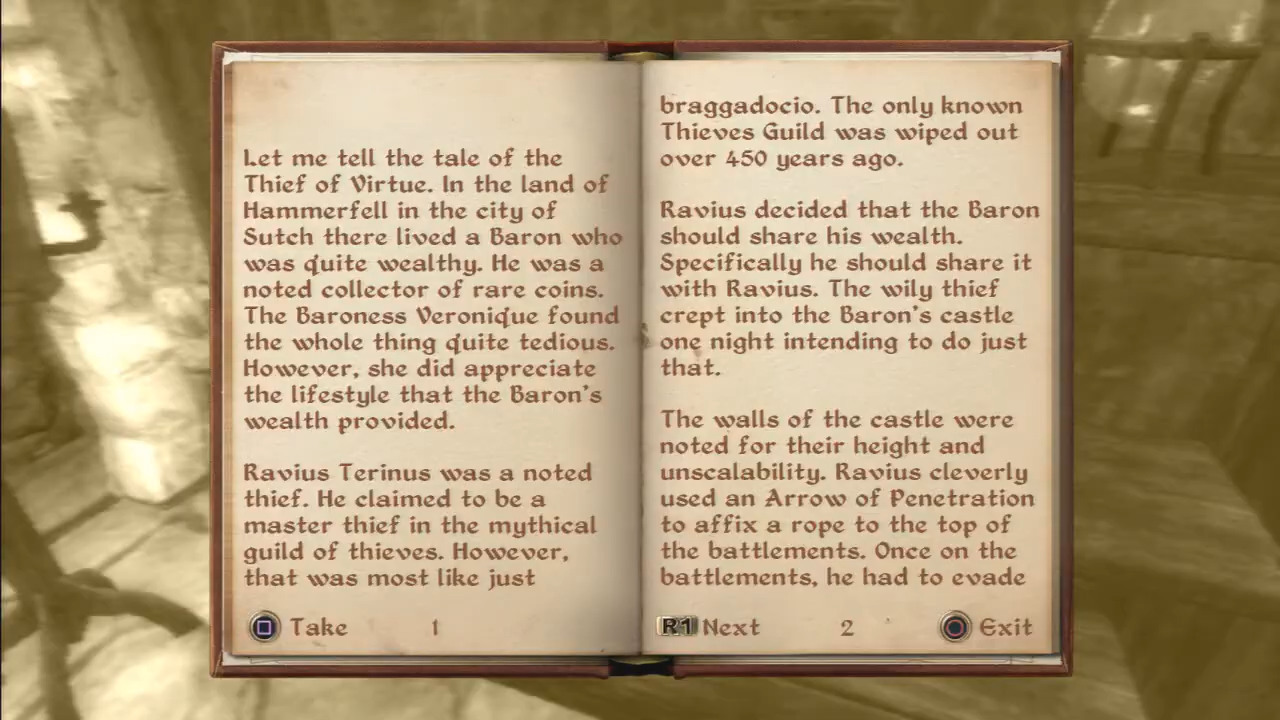 Let me tell the tale of the
Thief of Virtue. In the land of
Hammerfell in the city of
Sutch there lived a Baron who
was quite wealthy. He was a
noted collector of rare coins.
The Baroness Veronique found
the whole thing quite tedious.
However, she did appreciate
the lifestyle that the Baron's
wealth provided.
Ravius Terinus was a noted
thief. He claimed to be a
master thief in the mythical
guild of thieves. However,
that was most like just
Take 1
braggadocio. The only known
Thieves Guild was wiped out
over 450 years ago.
Ravius decided that the Baron
should share his wealth.
Specifically he should share it
with Ravius. The wily thief
crept into the Baron's castle
one night intending to do just
that.
The walls of the castle were
noted for their height and
unscalability. Ravius cleverly
used an Arrow of Penetration
to affix a rope to the top of
the battlements. Once on the
battlements, he had to evade
R1 Next 2 Exit